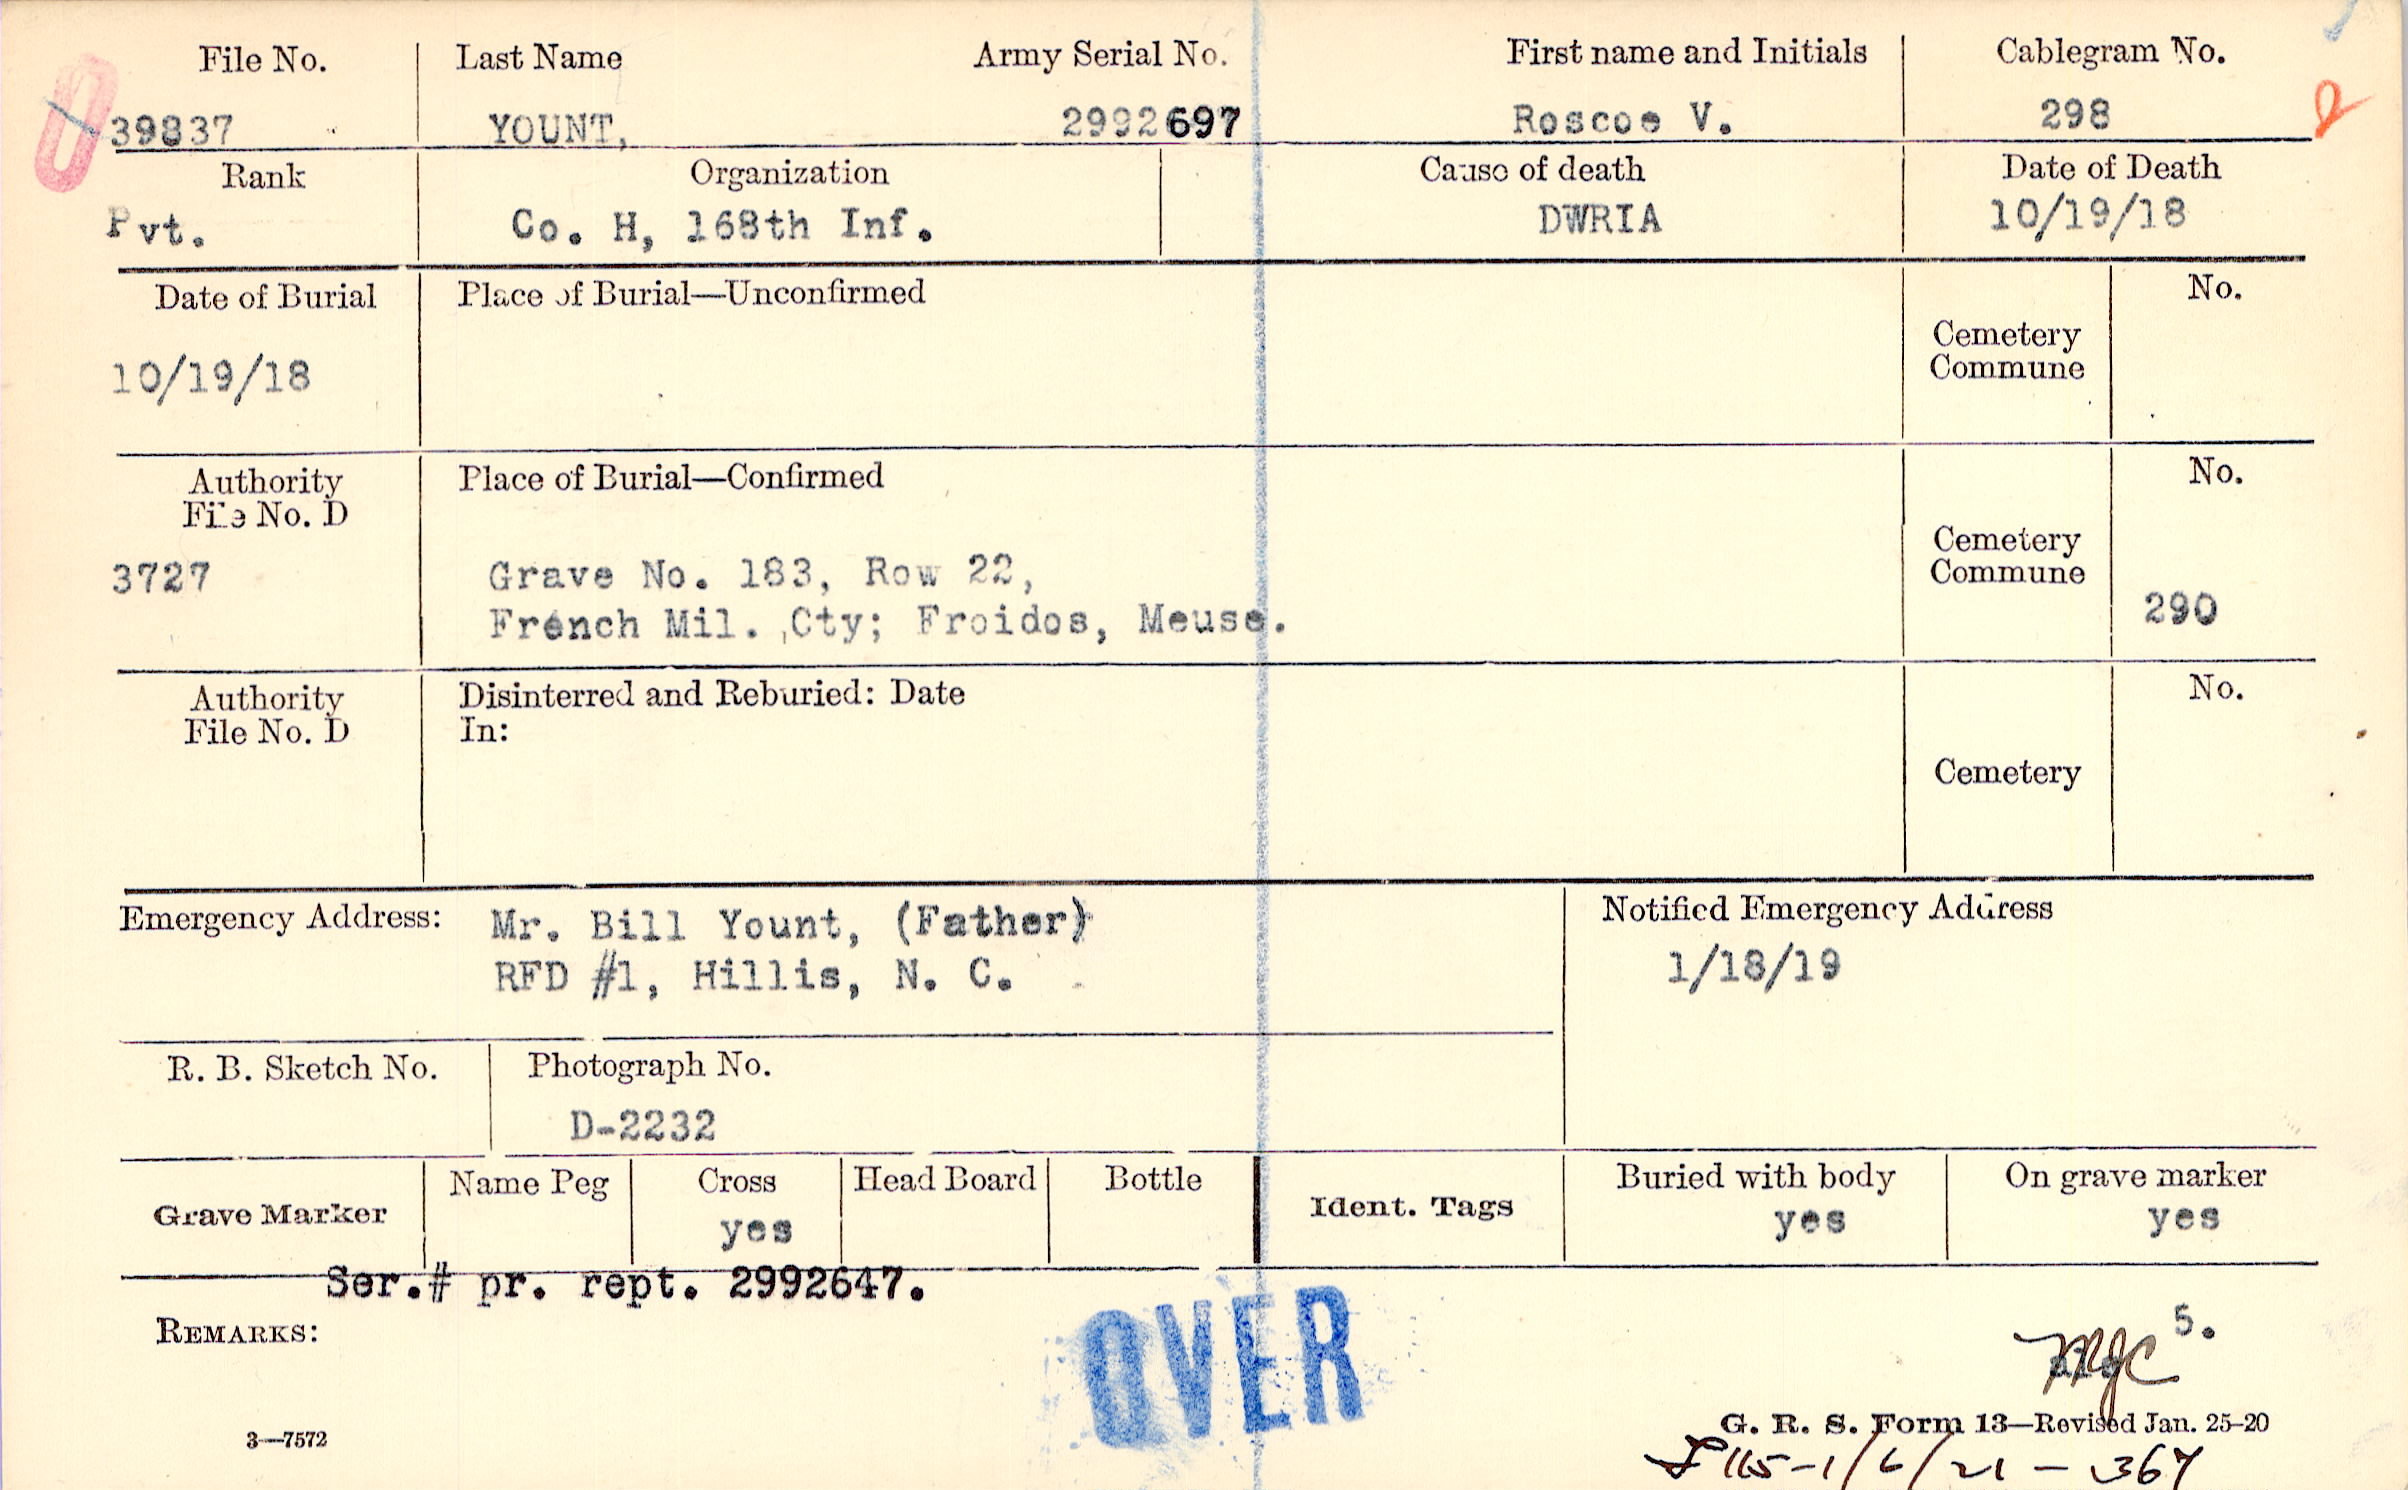 File No. Last Name Army Serial No. First name and Initials Cablegram No.
39837 YOUNT, 2992697 Roscoe V. 298
Rank Organization Cause of death Date of Death
Pvt. Co. H, 168th Inf. DWRIA 10/19/18
Date of Burial Place of Burial—Unconfirmed No.
Cemetery
Commune
10/19/18
Authority Place of Burial—Confirmed No.
File No. D
Cemetery
Commune
3727 Grave No. 183, Row 22,
French Mil. Cty; Froidos, Meuse. 290
Authority Disinterred and Reburied: Date No.
File No. D In:
Cemetery
Emergency Address: Mr. Bill Yount, (Father) Notified Emergency Address
RFD #1, Hillis, N. C. 1/18/19
R. B. Sketch No. Photograph No.
D-2232
Grave Marker Name Peg Cross Head Board Bottle Ident. Tags Buried with body On grave marker
yes yes yes
Ser.# pr. rept. 2992647.
REMARKS:
OVER
5.
3—7572
G. R. S. Form 13—Revised Jan. 25-20
115-1/6/21-367